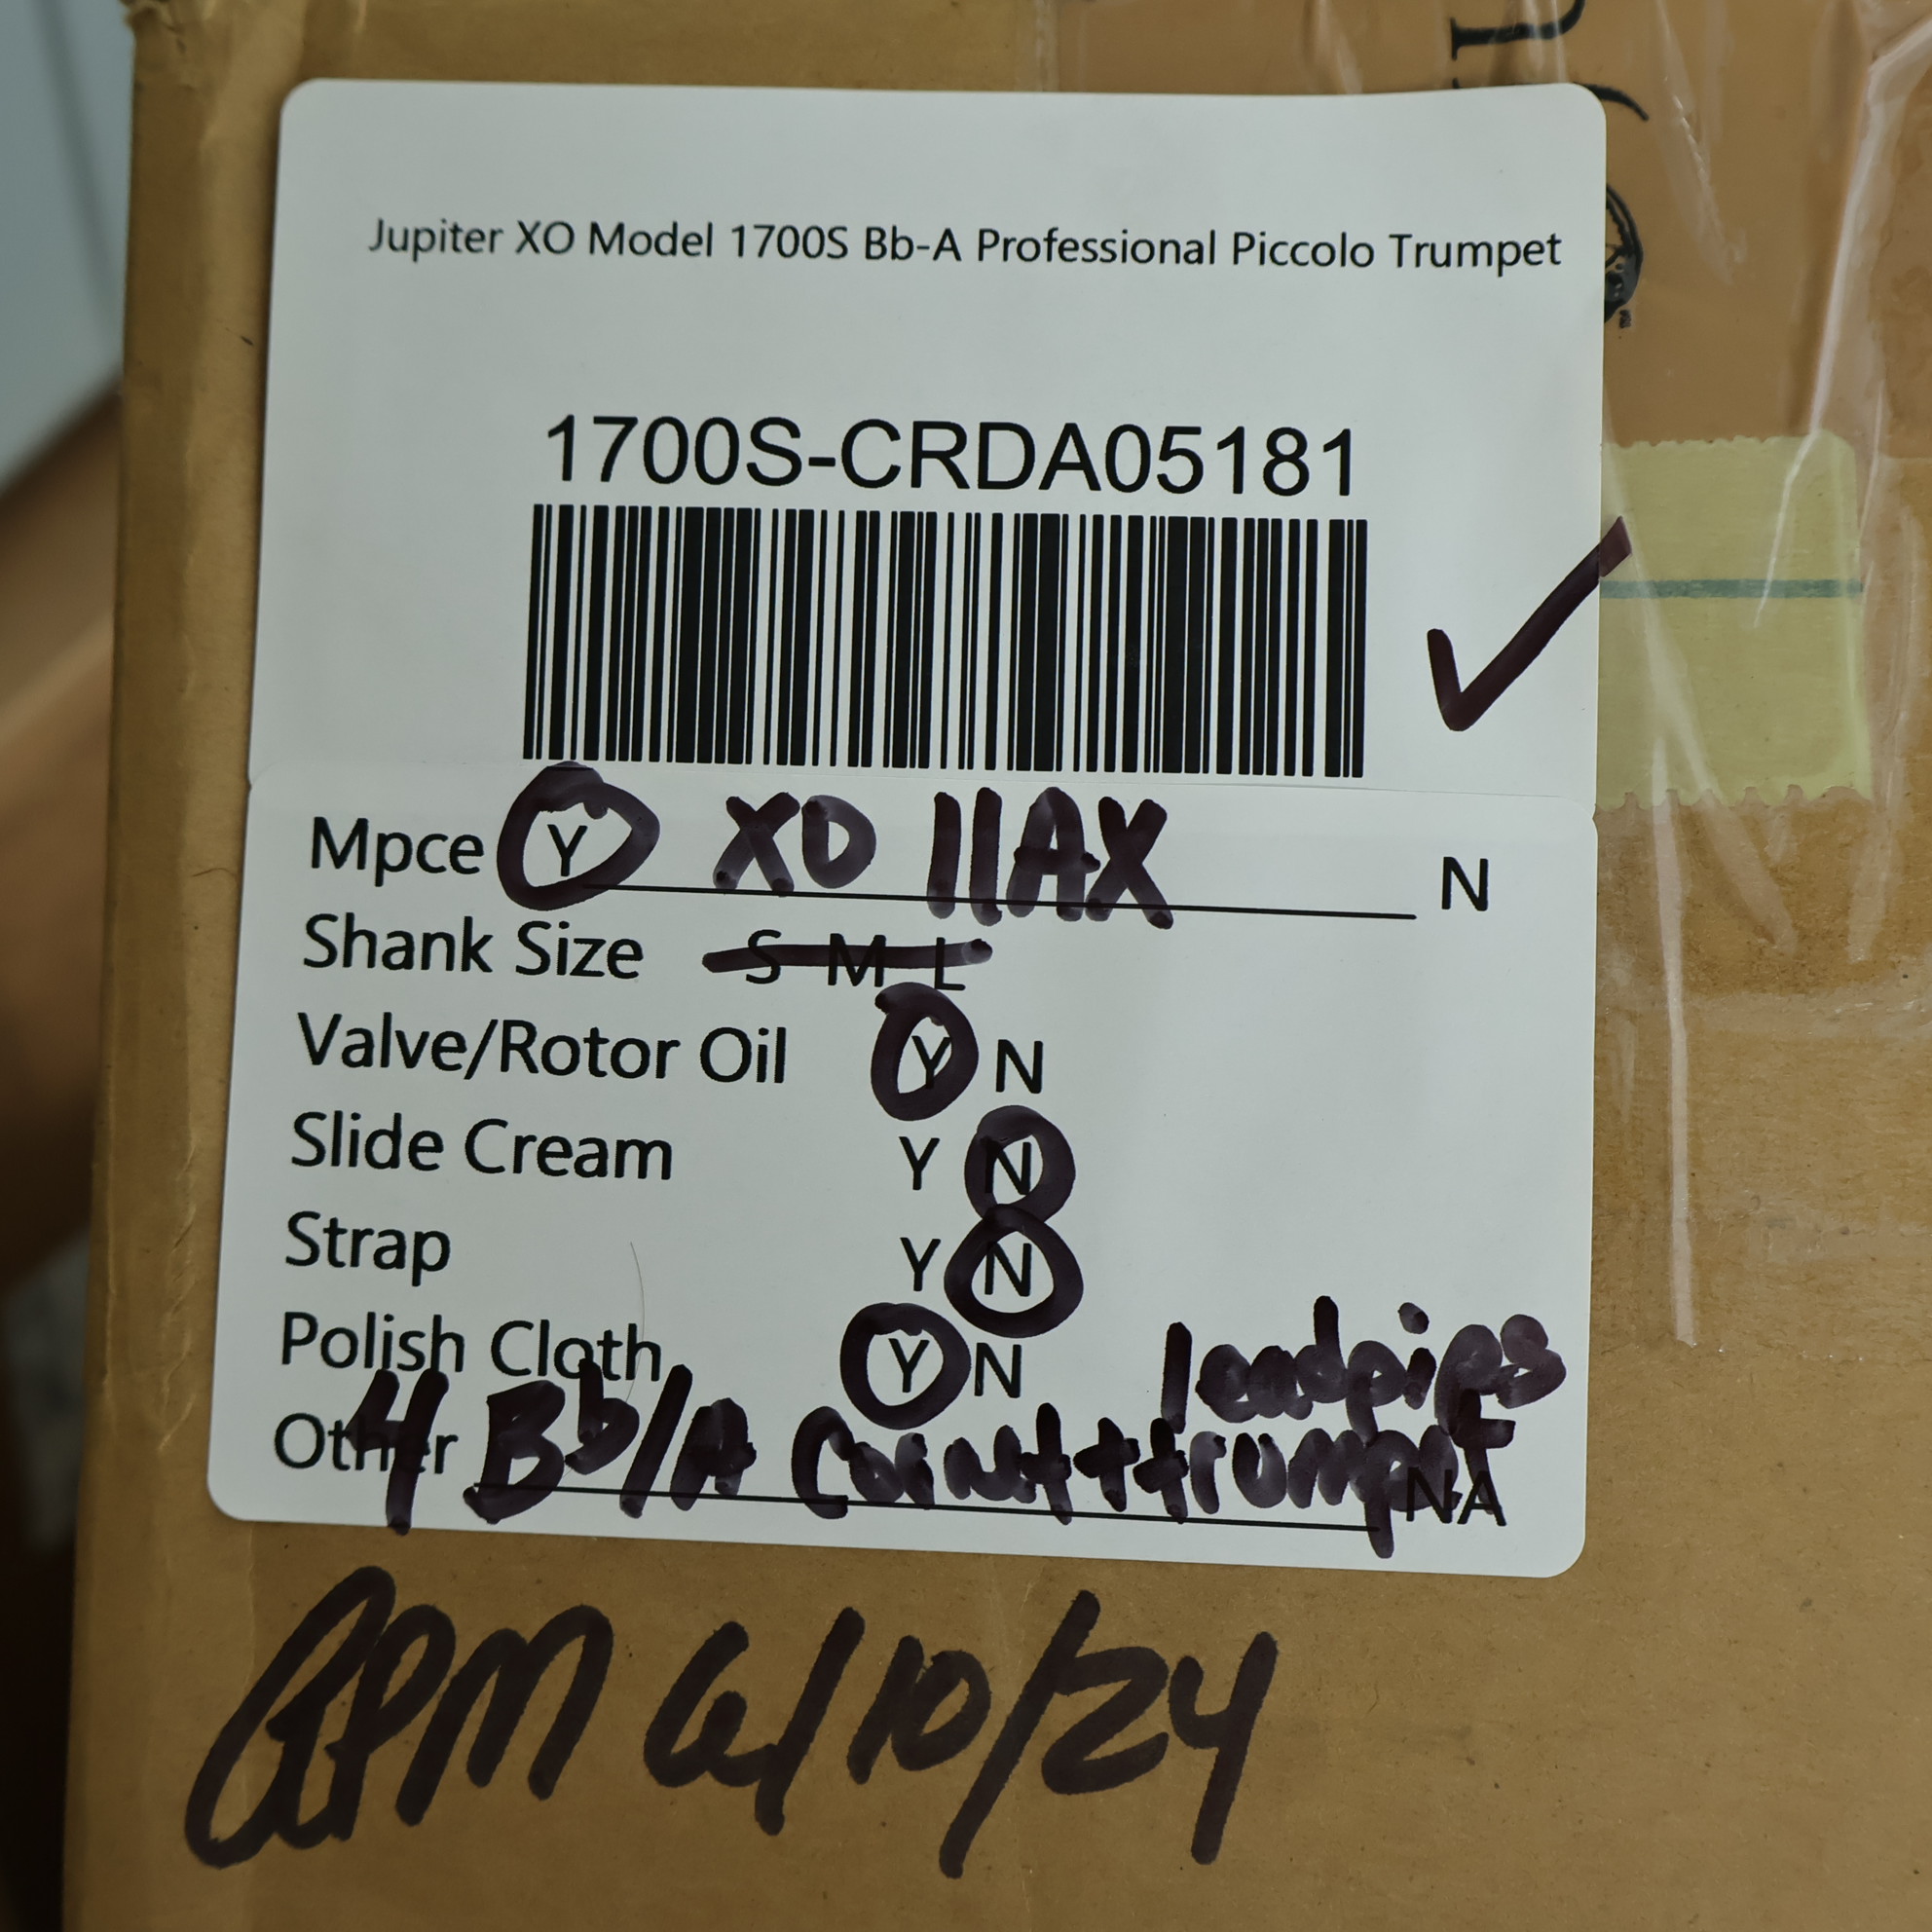 Jupiter XO Model 1700S Bb-A Professional Piccolo Trumpet
1700S-CRDA05181
Mpce Y XO 11AX N
Shank Size S M L
Valve/Rotor Oil Y N
Slide Cream Y N
Strap Y N
Polish Cloth Y N leadpipes
Other 4 Bb/A Cornet + trumpet NA
6/10/24